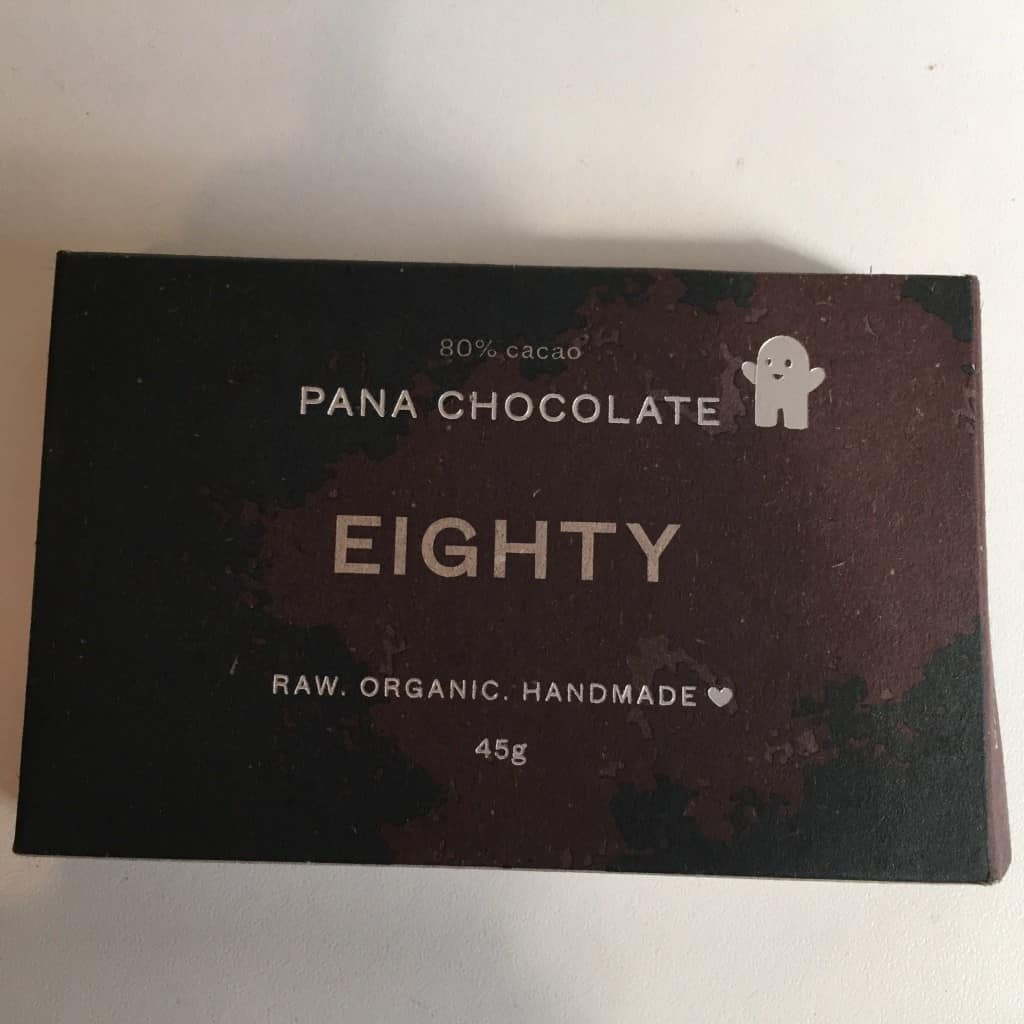 80% cacao
PANA CHOCOLATE
EIGHTY
RAW. ORGANIC. HANDMADE
45g